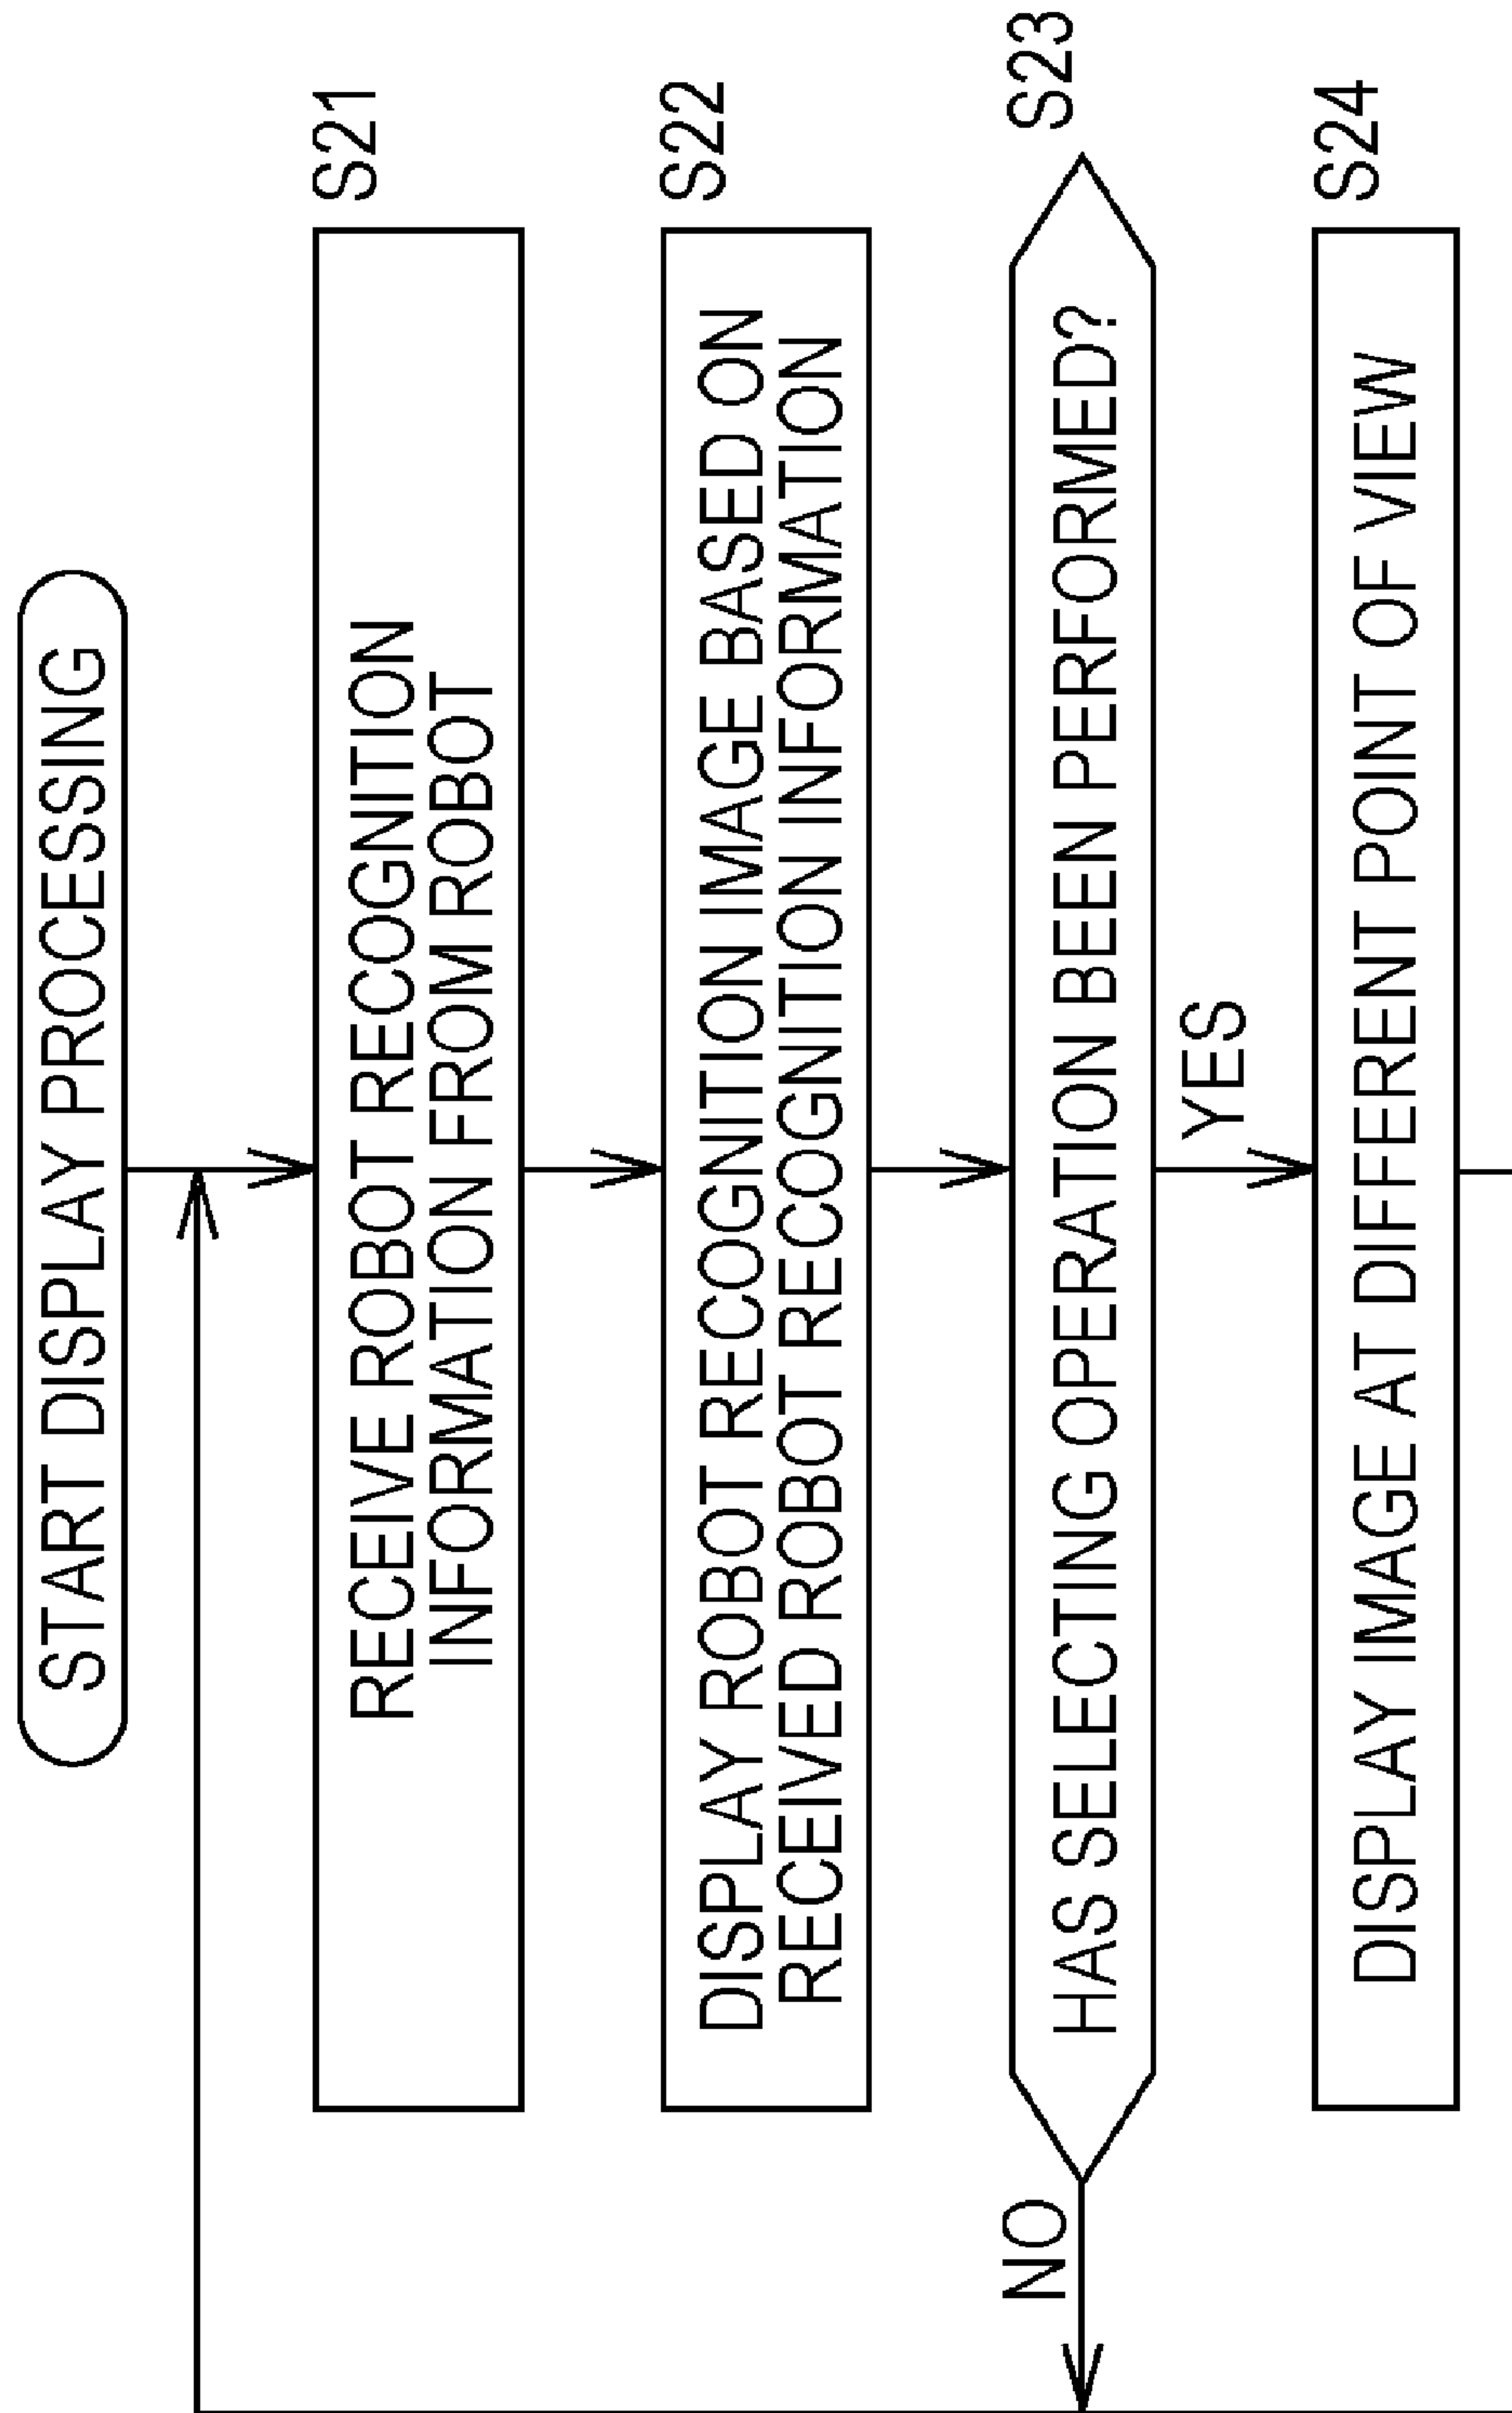 START DISPLAY PROCESSING
S21
RECEIVE ROBOT RECOGNITION
INFORMATION FROM ROBOT
S22
DISPLAY ROBOT RECOGNITION IMAGE BASED ON
RECEIVED ROBOT RECOGNITION INFORMATION
S23
HAS SELECTING OPERATION BEEN PERFORMED?
NO
YES
S24
DISPLAY IMAGE AT DIFFERENT POINT OF VIEW